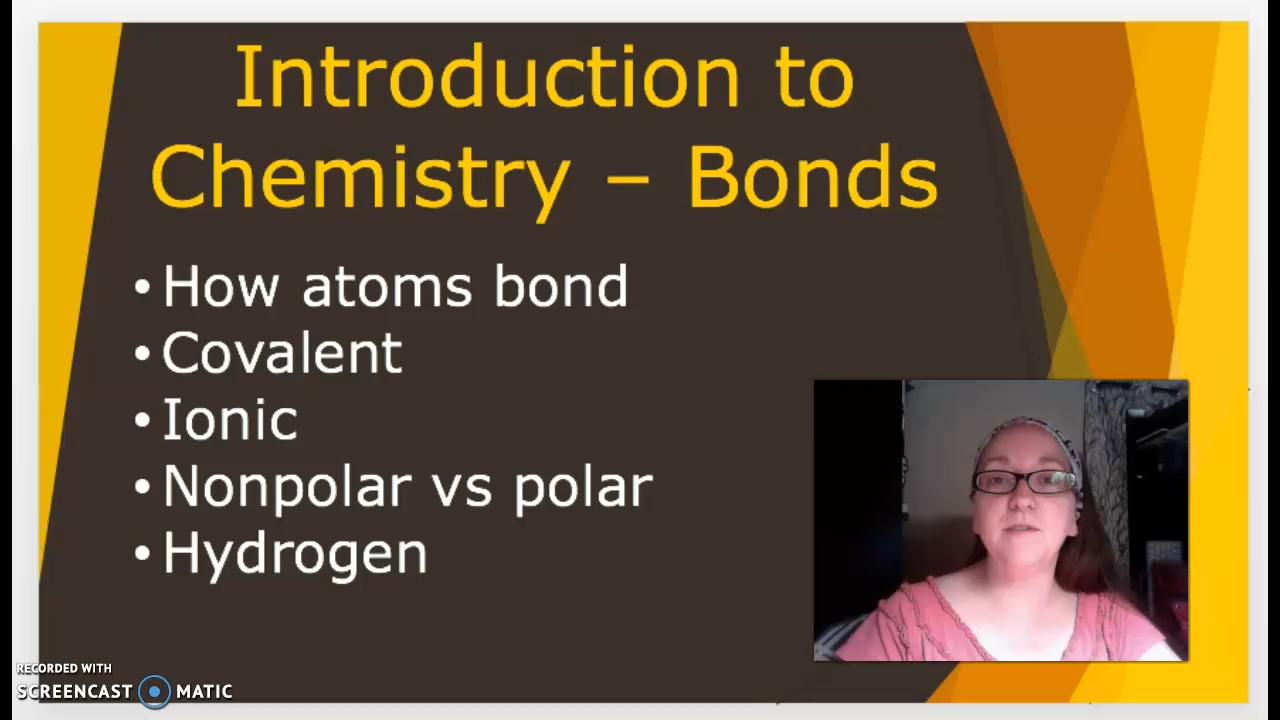 Introduction to
Chemistry – Bonds
• How atoms bond
• Covalent
• Ionic
• Nonpolar vs polar
• Hydrogen
RECORDED WITH
SCREENCAST MATIC